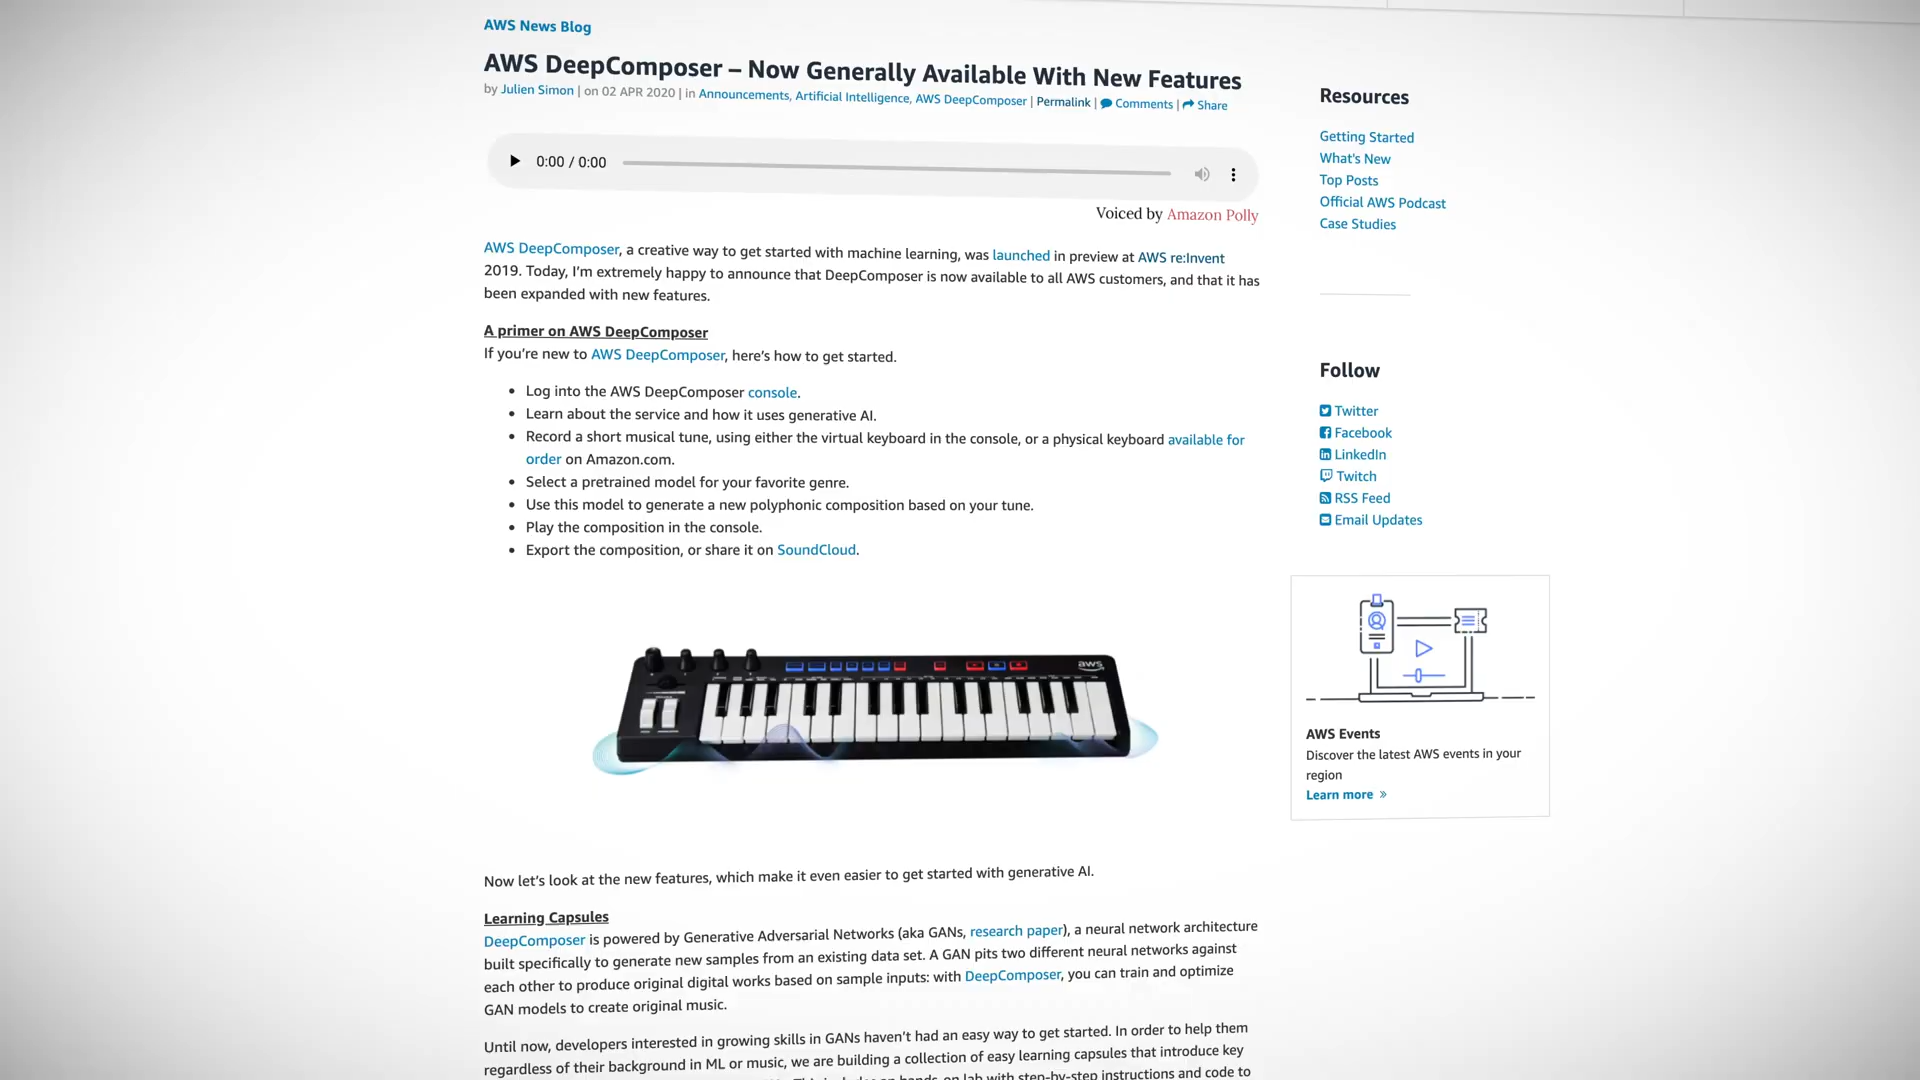 AWS News Blog
AWS DeepComposer – Now Generally Available With New Features
by Julien Simon | on 02 APR 2020 | in Announcements, Artificial Intelligence, AWS DeepComposer | Permalink | Comments | Share
0:00 / 0:00
Voiced by Amazon Polly
AWS DeepComposer, a creative way to get started with machine learning, was launched in preview at AWS re:Invent
2019. Today, I’m extremely happy to announce that DeepComposer is now available to all AWS customers, and that it has
been expanded with new features.
A primer on AWS DeepComposer
If you’re new to AWS DeepComposer, here’s how to get started.
• Log into the AWS DeepComposer console.
• Learn about the service and how it uses generative AI.
• Record a short musical tune, using either the virtual keyboard in the console, or a physical keyboard available for
order on Amazon.com.
• Select a pretrained model for your favorite genre.
• Use this model to generate a new polyphonic composition based on your tune.
• Play the composition in the console.
• Export the composition, or share it on SoundCloud.
aws
Now let’s look at the new features, which make it even easier to get started with generative AI.
Learning Capsules
DeepComposer is powered by Generative Adversarial Networks (aka GANs, research paper), a neural network architecture
built specifically to generate new samples from an existing data set. A GAN pits two different neural networks against
each other to produce original digital works based on sample inputs: with DeepComposer, you can train and optimize
GAN models to create original music.
Until now, developers interested in growing skills in GANs haven’t had an easy way to get started. In order to help them
regardless of their background in ML or music, we are building a collection of easy learning capsules that introduce key
hands-on lab with step-by-step instructions and code to
Resources
Getting Started
What's New
Top Posts
Official AWS Podcast
Case Studies
Follow
Twitter
Facebook
LinkedIn
Twitch
RSS Feed
Email Updates
AWS Events
Discover the latest AWS events in your
region
Learn more »